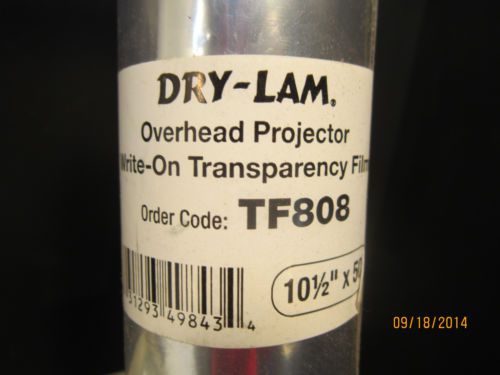 DRY-LAM®
Overhead Projector
Write-On Transparency Film
Order Code: TF808
10½" x 50
31293 49843 4
09/18/2014